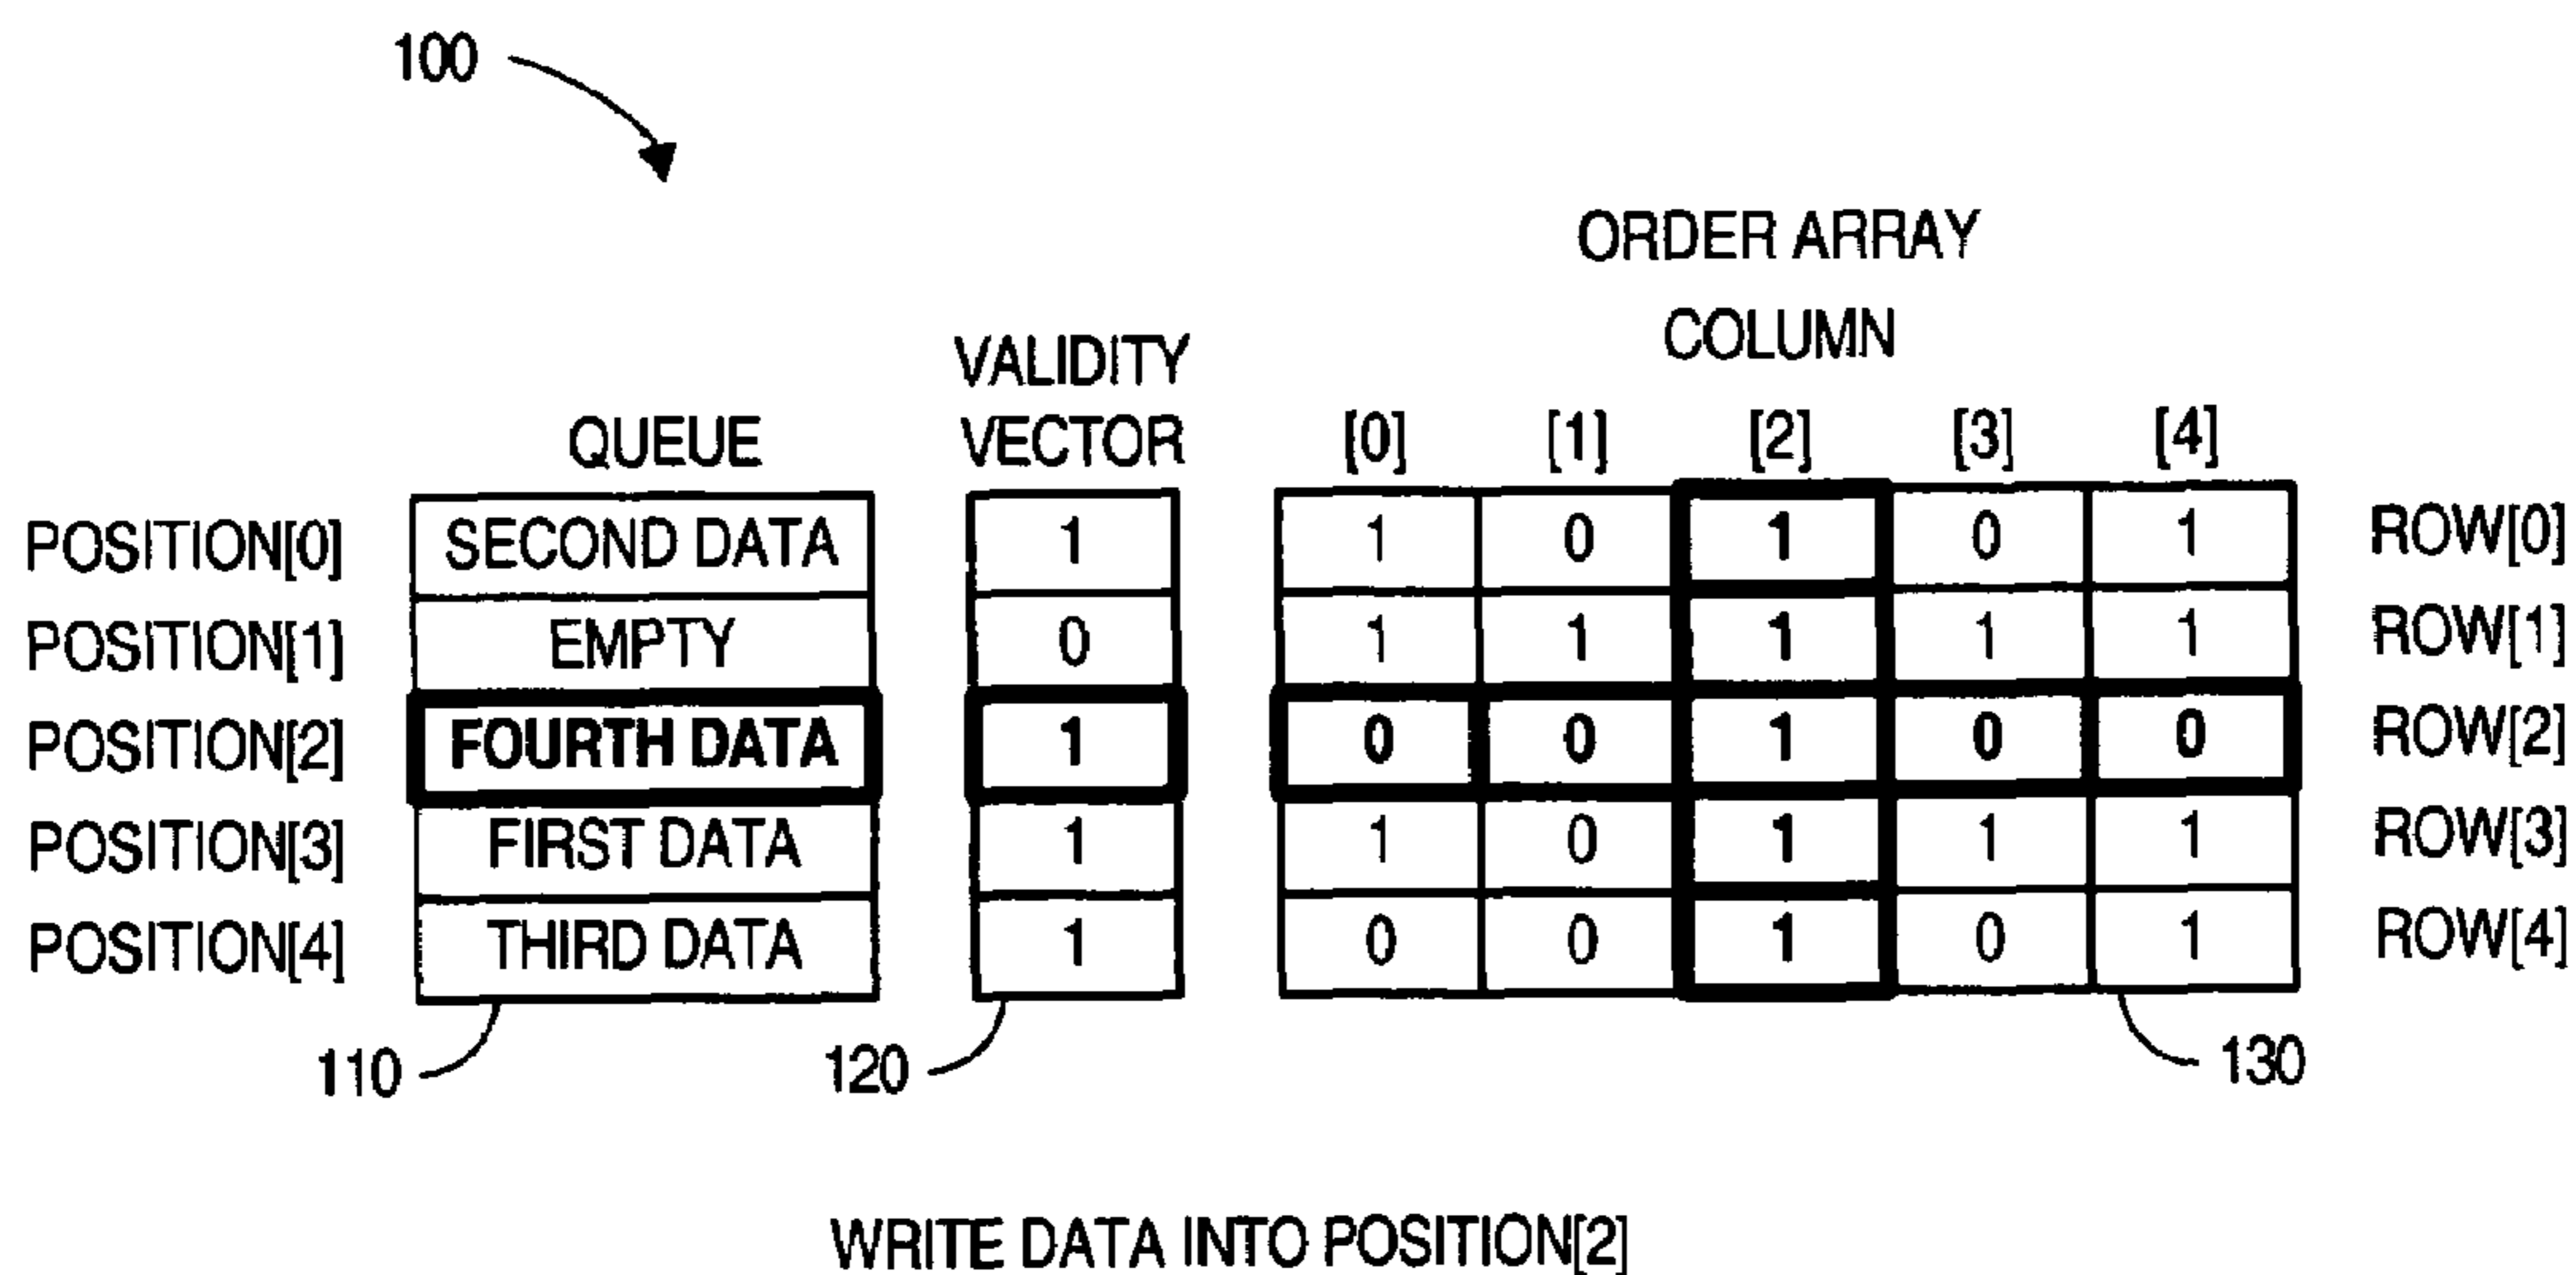 100
ORDER ARRAY
COLUMN
VALIDITY
QUEUE VECTOR [0] [1] [2] [3] [4]
POSITION[0] SECOND DATA 1 1 0 1 0 1 ROW[0]
POSITION[1] EMPTY 0 1 1 1 1 1 ROW[1]
POSITION[2] FOURTH DATA 1 0 0 1 0 0 ROW[2]
POSITION[3] FIRST DATA 1 1 0 1 1 1 ROW[3]
POSITION[4] THIRD DATA 1 0 0 1 0 1 ROW[4]
110 120 130
WRITE DATA INTO POSITION[2]